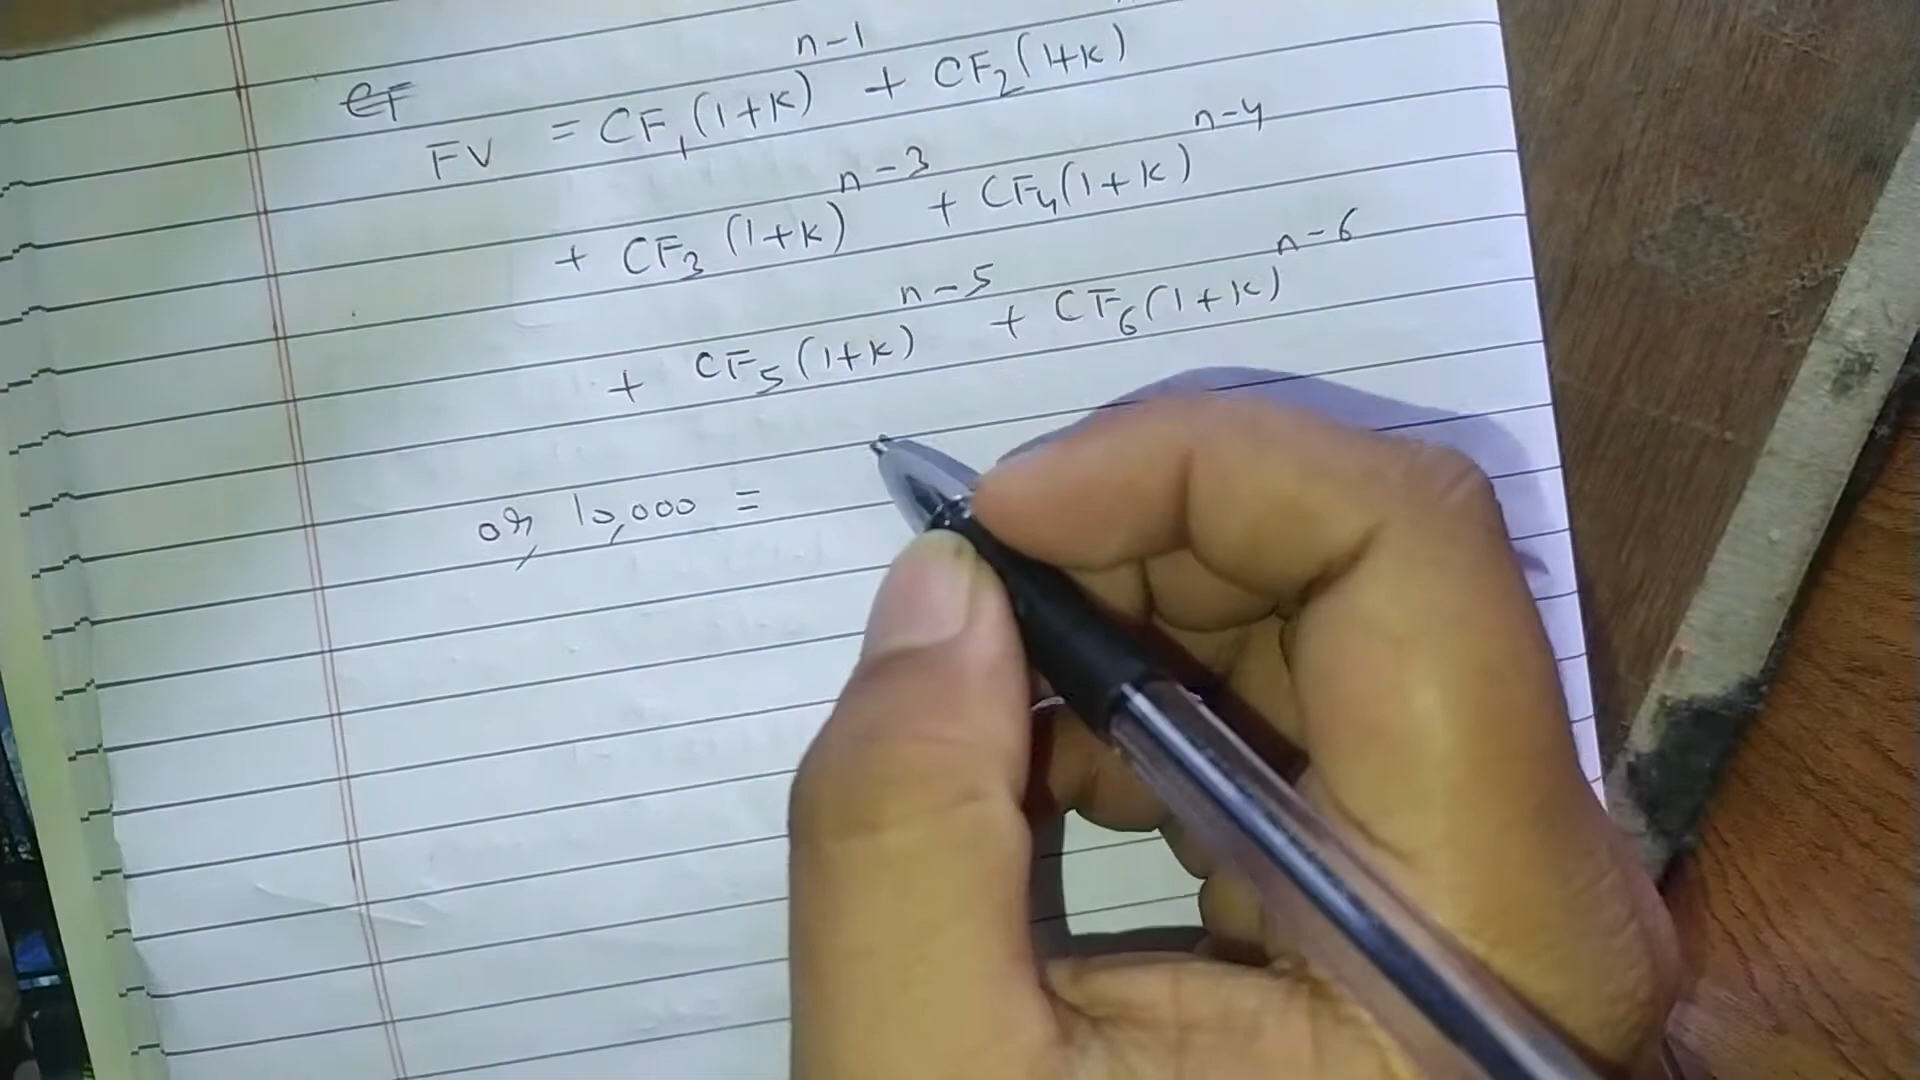 CF
FV = CF₁(1+k)ⁿ⁻¹ + CF₂(1+k)
+ CF₃(1+k)ⁿ⁻³ + CF₄(1+k)ⁿ⁻⁴
+ CF₅(1+k)ⁿ⁻⁵ + CF₆(1+k)ⁿ⁻⁶
or, 10,000 =